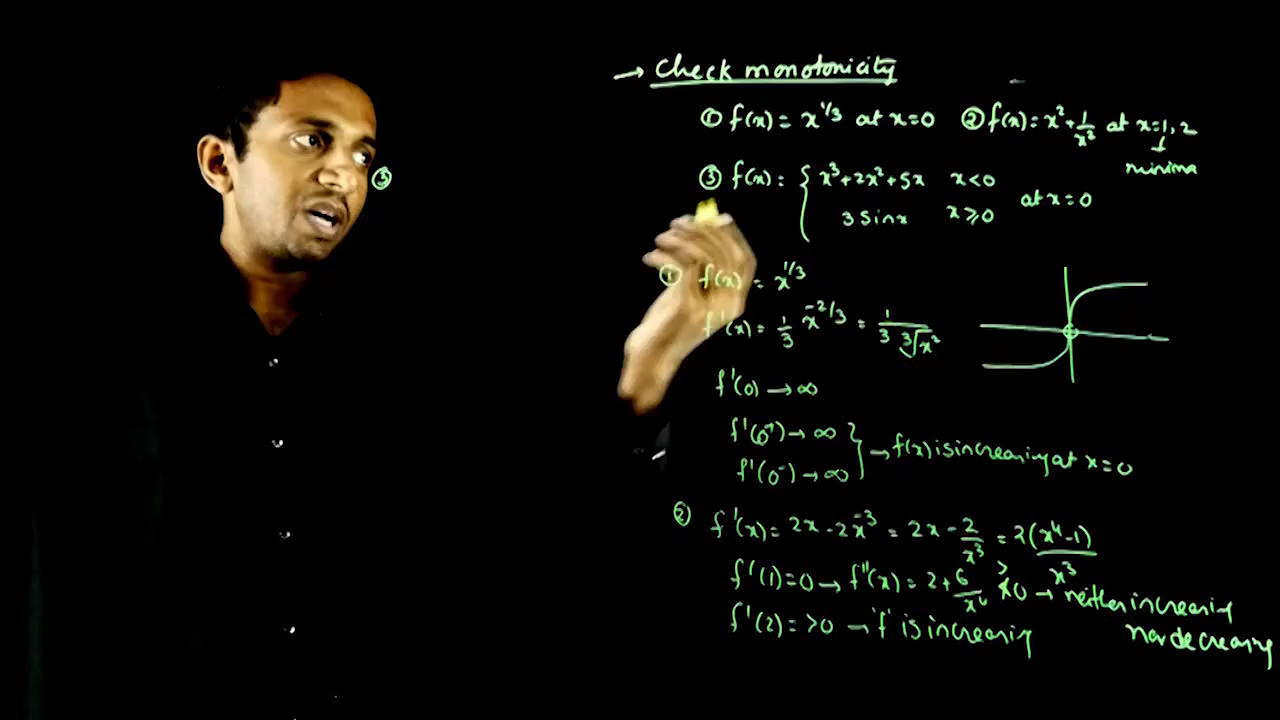 → Check monotonicity
① f(x) = x^1/3 at x=0 ② f(x) = x² + 1/x² at x=1, 2
↓
minima
③ f(x) = { x³+2x²+5x x<0
3 sin x x⩾0 at x=0
③
① f(x) = x^1/3
f'(x) = 1/3 x^-2/3 = 1/(3 ∛x²)
f'(0) → ∞
f'(0⁺) → ∞
f'(0⁻) → ∞ } → f(x) is increasing at x=0
② f'(x) = 2x - 2x^-3 = 2x - 2/x³ = 2(x⁴-1)/x³
f'(1)=0 → f''(x) = 2 + 6/x⁴ > 0 → neither increasing
nor decreasing
f'(2) = >0 → 'f' is increasing